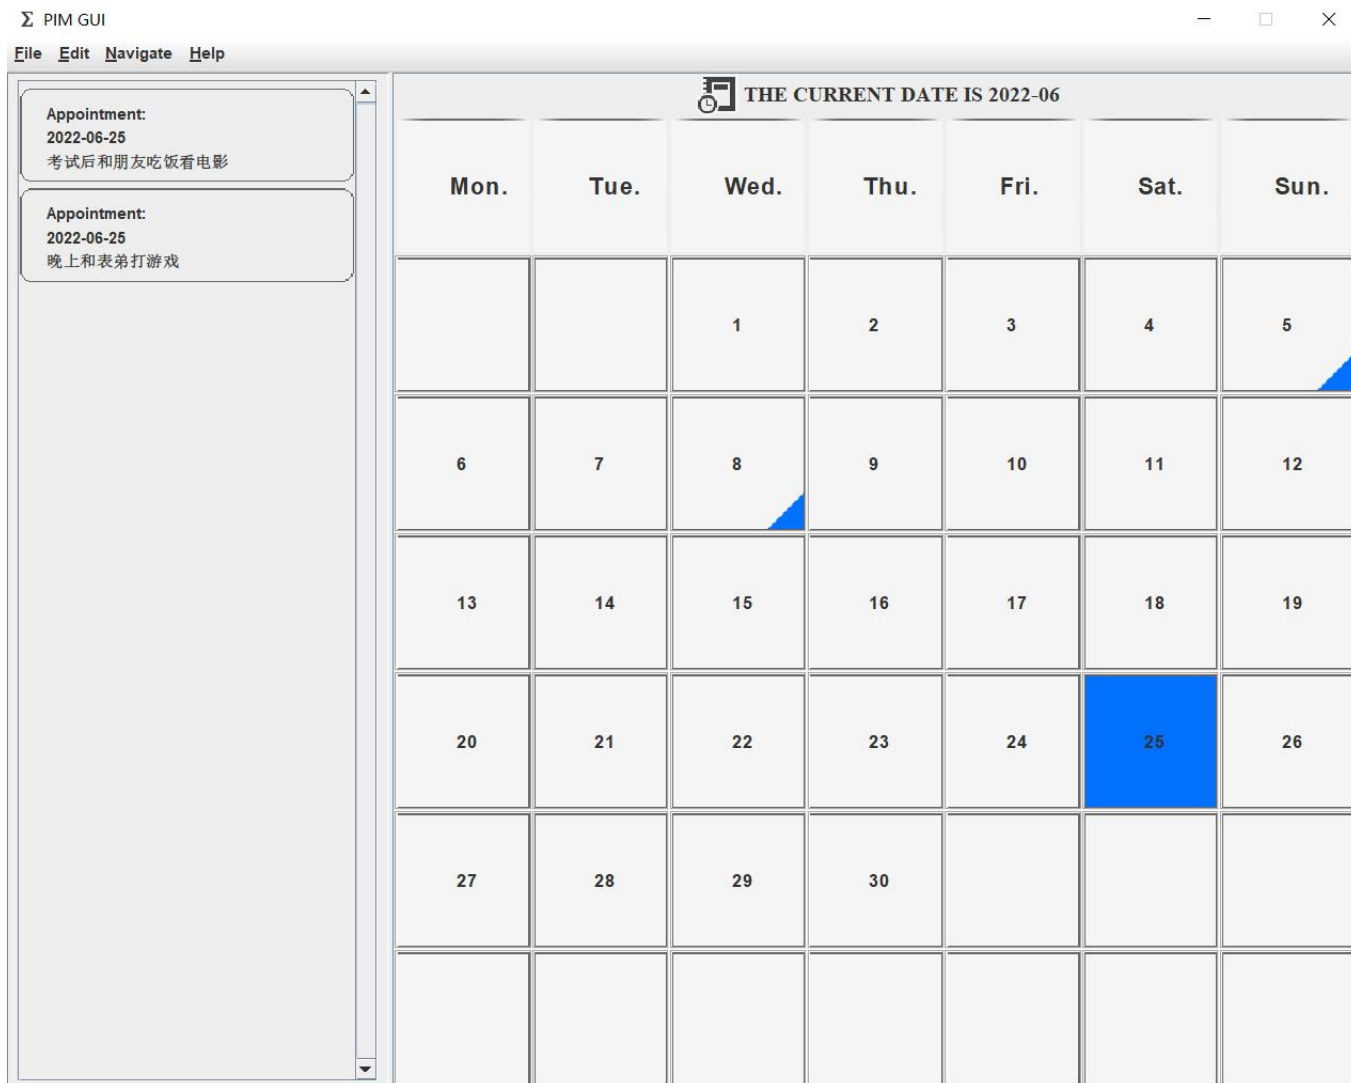 Σ PIM GUI
File Edit Navigate Help
Appointment:
2022-06-25
考试后和朋友吃饭看电影
Appointment:
2022-06-25
晚上和表弟打游戏
THE CURRENT DATE IS 2022-06
Mon. Tue. Wed. Thu. Fri. Sat. Sun.
1 2 3 4 5
6 7 8 9 10 11 12
13 14 15 16 17 18 19
20 21 22 23 24 25 26
27 28 29 30